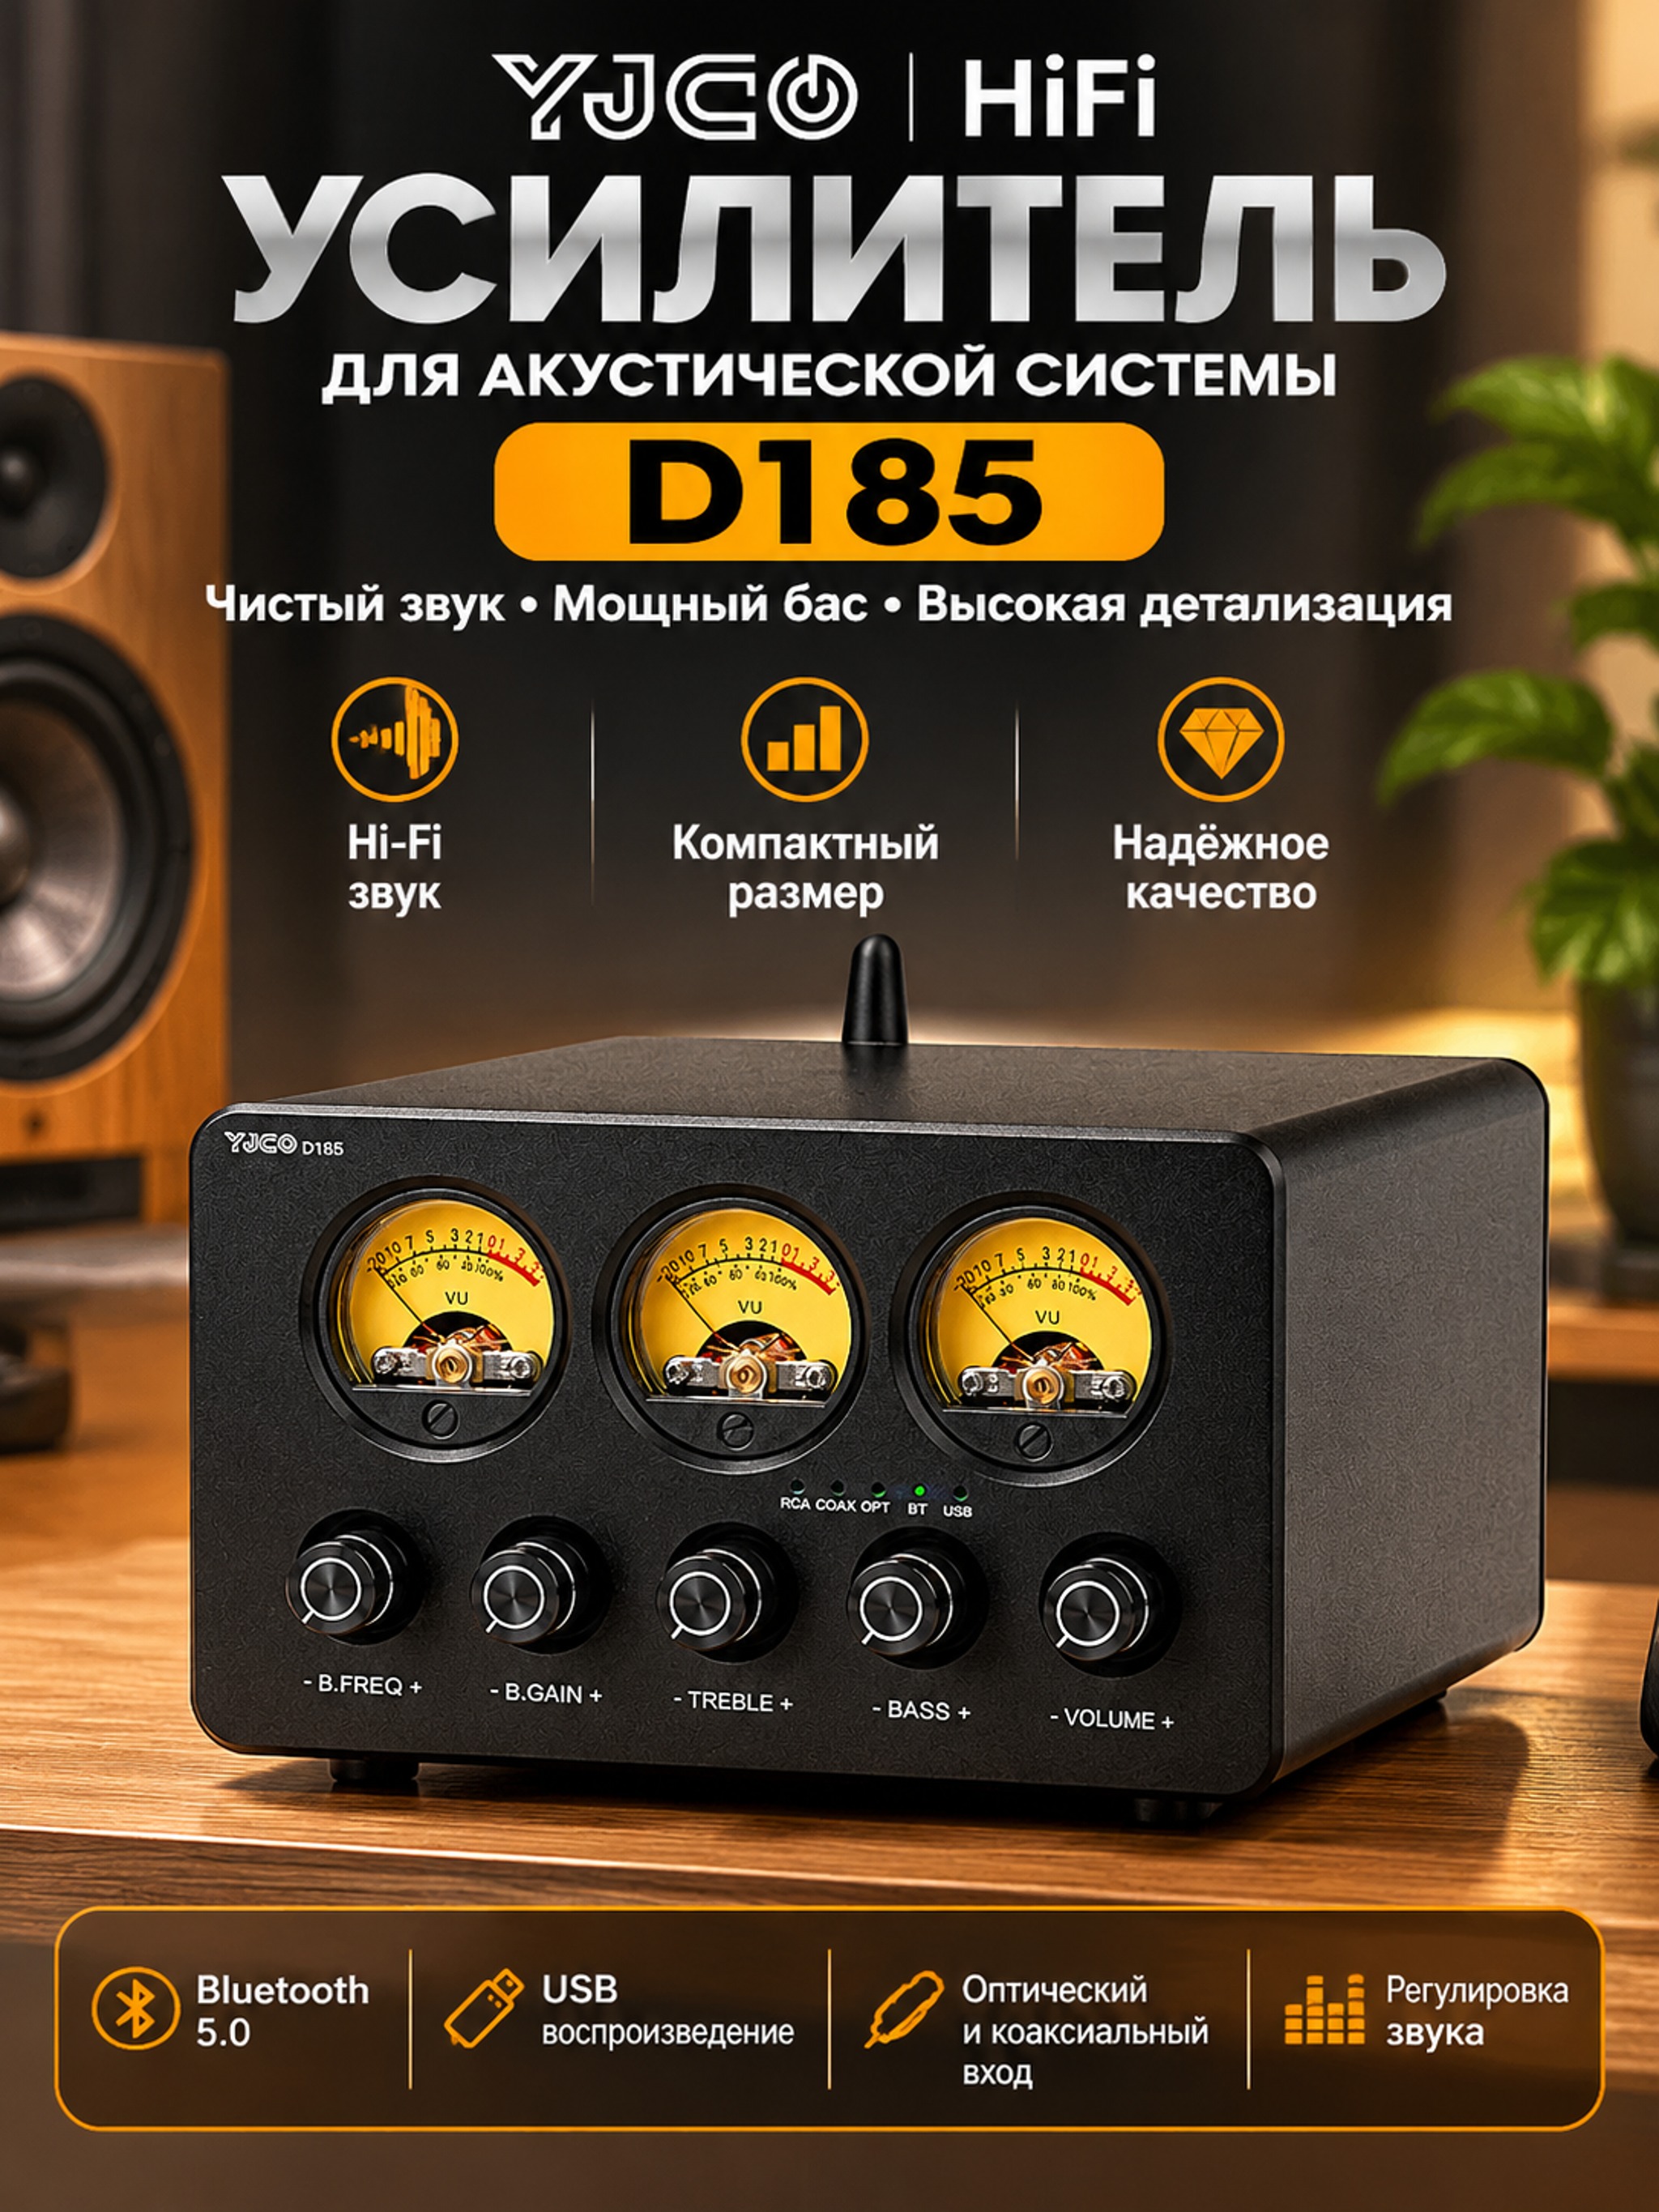 YJCO | HiFi
УСИЛИТЕЛЬ
ДЛЯ АКУСТИЧЕСКОЙ СИСТЕМЫ
D185
Чистый звук • Мощный бас • Высокая детализация
Hi-Fi
звук
Компактный
размер
Надёжное
качество
YJCO D185
VU
VU
VU
RCA COAX OPT BT USB
- B.FREQ +
- B.GAIN +
- TREBLE +
- BASS +
- VOLUME +
Bluetooth
5.0
USB
воспроизведение
Оптический
и коаксиальный
вход
Регулировка
звука